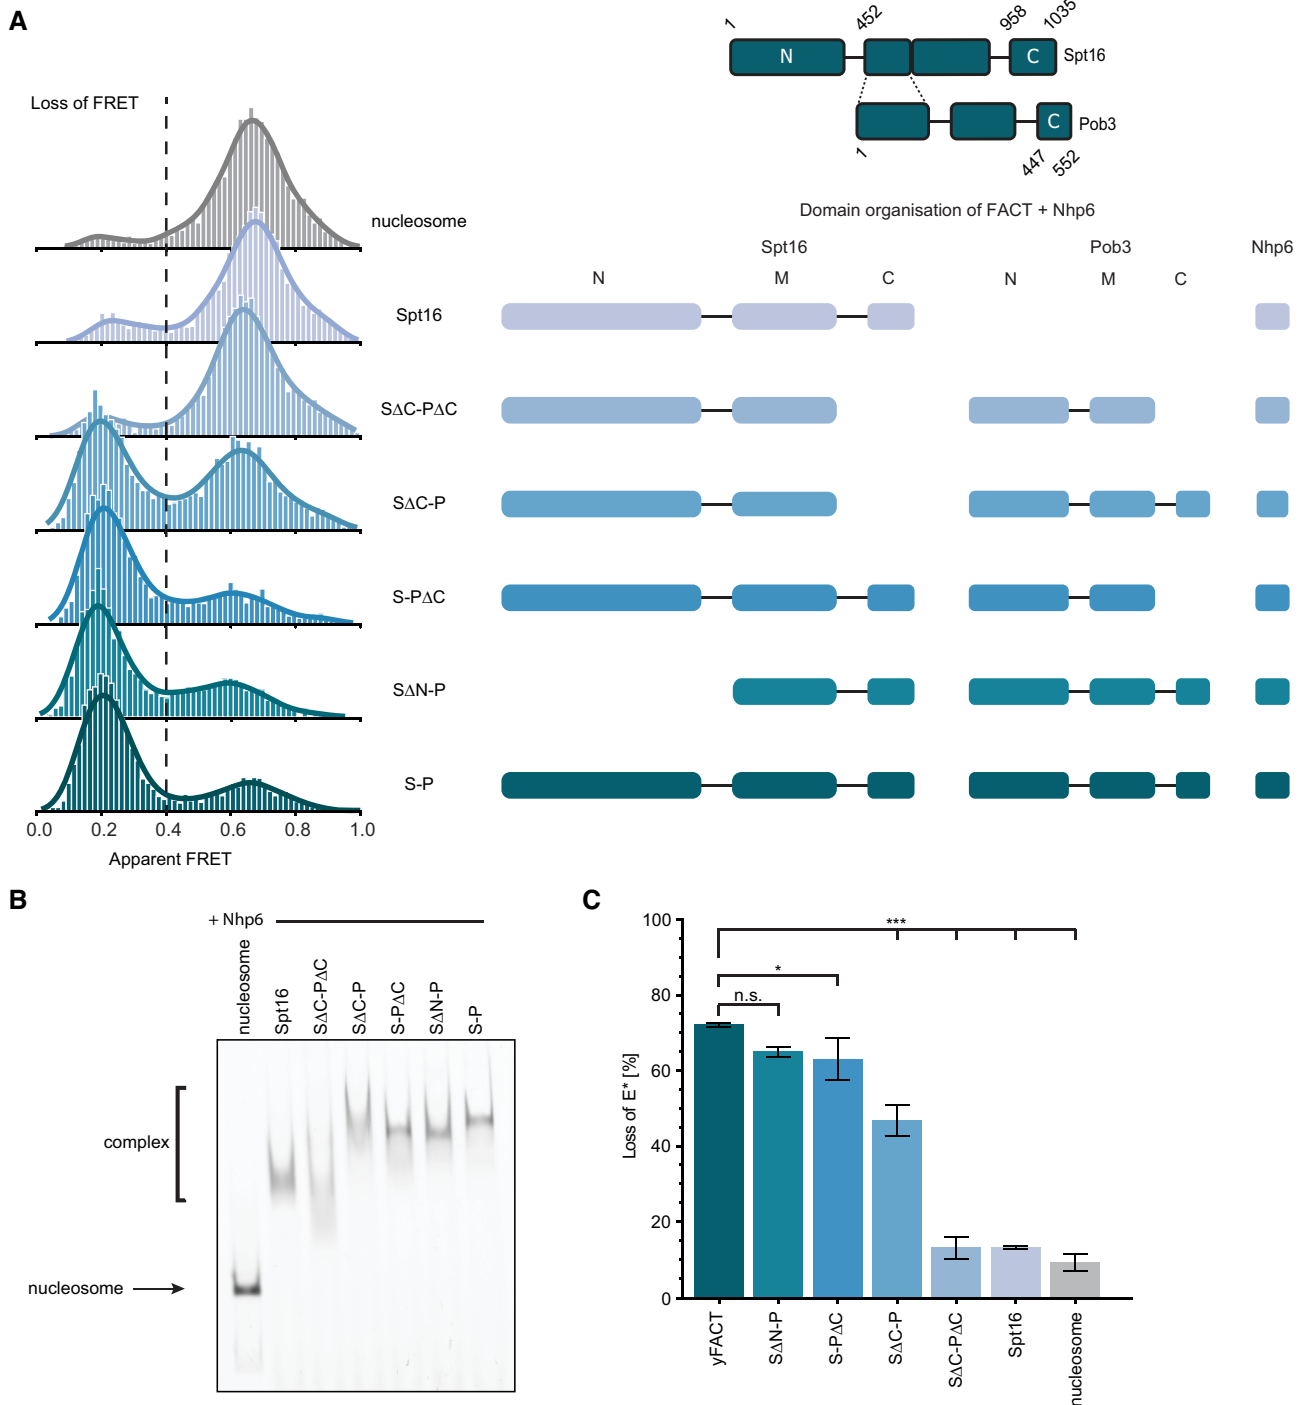 A
1 452 958 1035
N C Spt16
C Pob3
1 447 552
Loss of FRET
Domain organisation of FACT + Nhp6
Spt16 Pob3 Nhp6
N M C N M C
nucleosome
Spt16
SΔC-PΔC
SΔC-P
S-PΔC
SΔN-P
S-P
0.0 0.2 0.4 0.6 0.8 1.0
Apparent FRET
B
+ Nhp6
nucleosome
Spt16
SΔC-PΔC
SΔC-P
S-PΔC
SΔN-P
S-P
complex
nucleosome
C
Loss of E* [%]
100
80
60
40
20
0
***
*
n.s.
yFACT
SΔN-P
S-PΔC
SΔC-P
SΔC-PΔC
Spt16
nucleosome